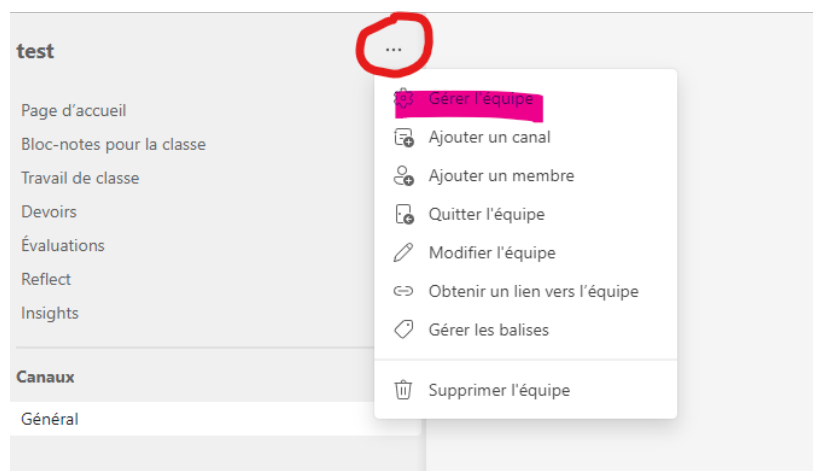 test
...
Page d’accueil
Bloc-notes pour la classe
Travail de classe
Devoirs
Évaluations
Reflect
Insights
Canaux
Général
Gérer l'équipe
Ajouter un canal
Ajouter un membre
Quitter l'équipe
Modifier l'équipe
Obtenir un lien vers l’équipe
Gérer les balises
Supprimer l'équipe